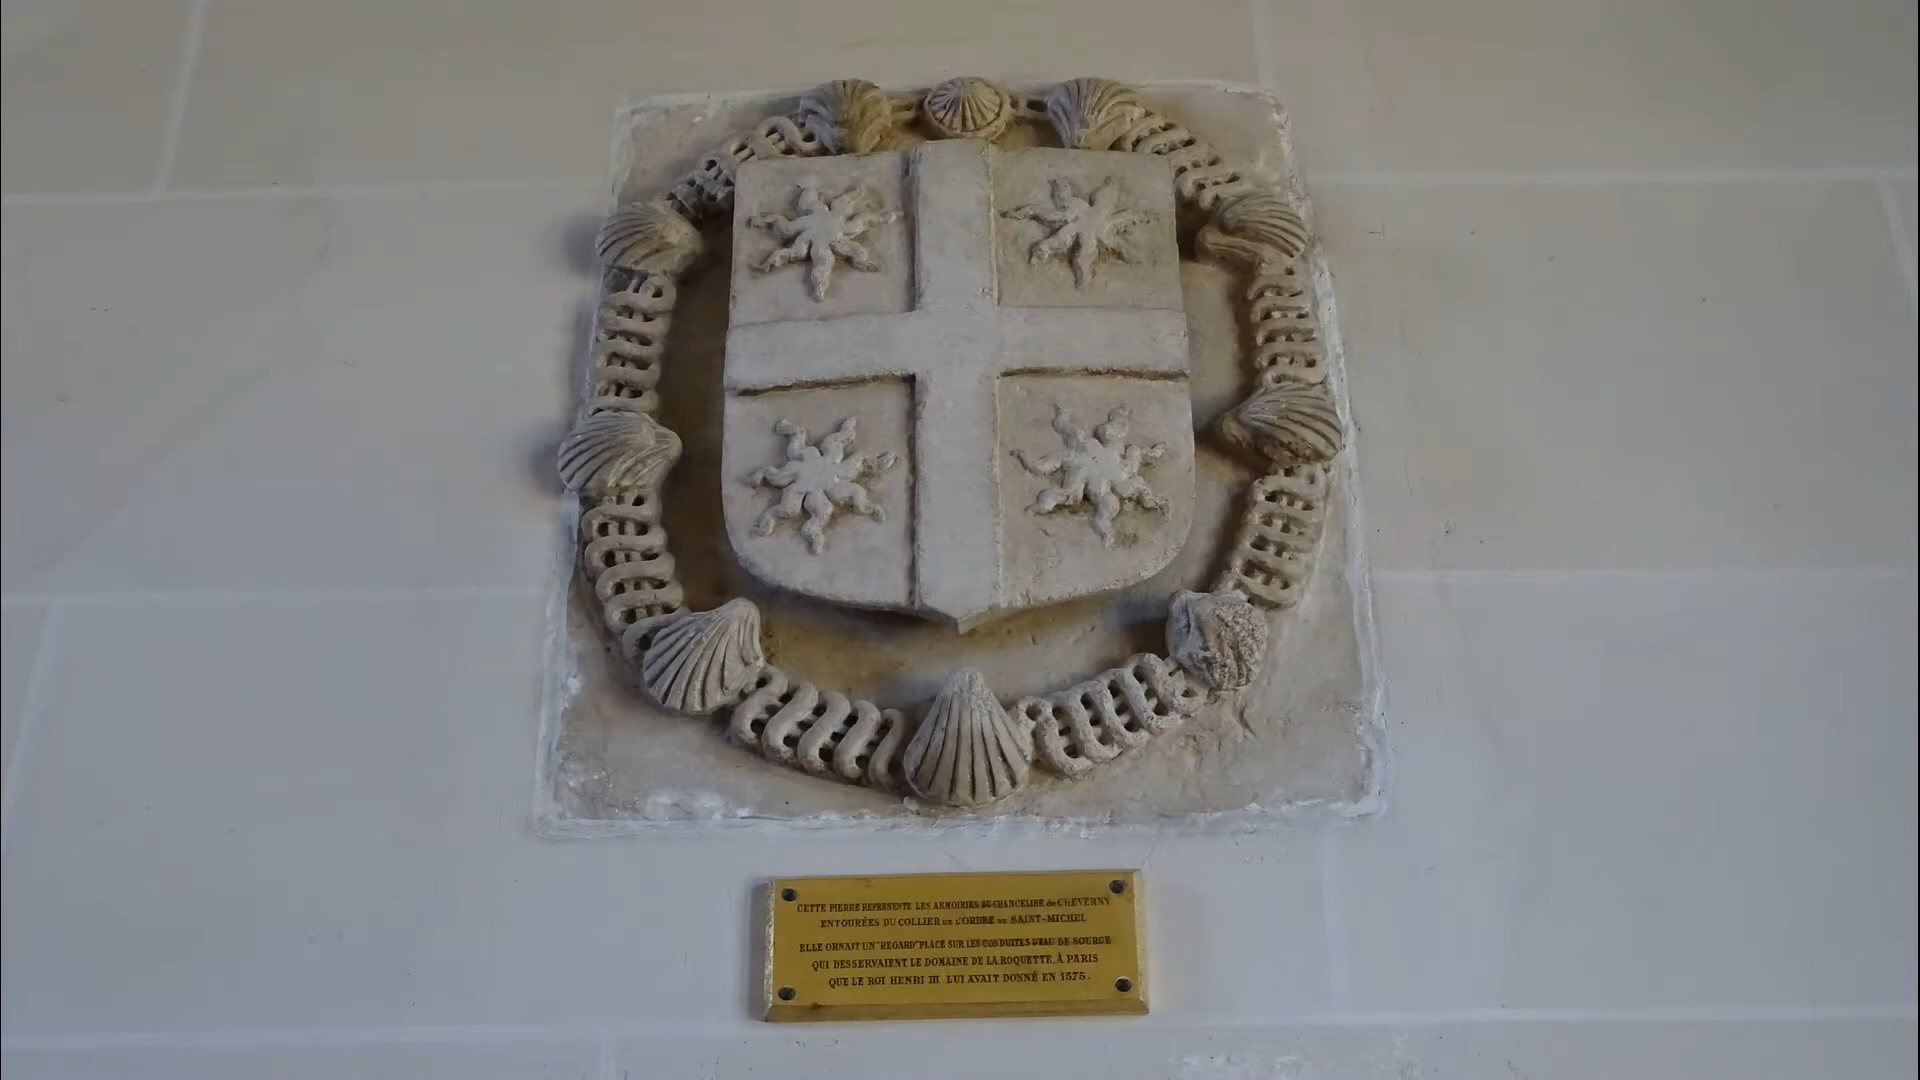 CETTE PIERRE REPRESENTE LES ARMOIRIES DU CHANCELIER de CHEVERNY
ENTOURÉES DU COLLIER DE L'ORDRE DE SAINT-MICHEL
ELLE ORNAIT UN "REGARD" PLACÉ SUR LES CONDUITES D'EAU DE SOURCE
QUI DESSERVAIENT LE DOMAINE DE LA ROQUETTE, À PARIS
QUE LE ROI HENRI III LUI AVAIT DONNÉ EN 1575.